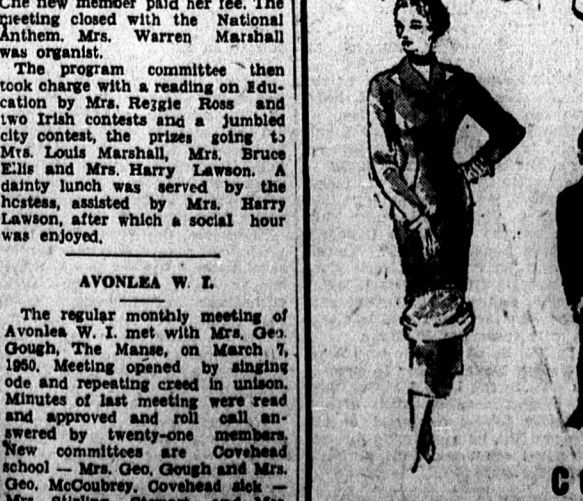 One new member paid her fee. The
meeting closed with the National
Anthem. Mrs. Warren Marshall
was organist.
The program committee then
took charge with a reading on Edu-
cation by Mrs. Reggie Ross and
two Irish contests and a jumbled
city contest, the prizes going to
Mrs. Louis Marshall, Mrs. Bruce
Ellis and Mrs. Harry Lawson. A
dainty lunch was served by the
hostess, assisted by Mrs. Harry
Lawson, after which a social hour
was enjoyed.
AVONLEA W. I.
The regular monthly meeting of
Avonlea W. I. met with Mrs. Geo.
Gough, The Manse, on March 7,
1950. Meeting opened by singing
ode and repeating creed in unison.
Minutes of last meeting were read
and approved and roll call an-
swered by twenty-one members.
New committees are Covehead
school — Mrs. Geo. Gough and Mrs.
Geo. McCoubrey, Covehead sick —
Mrs. Stirling Stewart and Mrs.
C